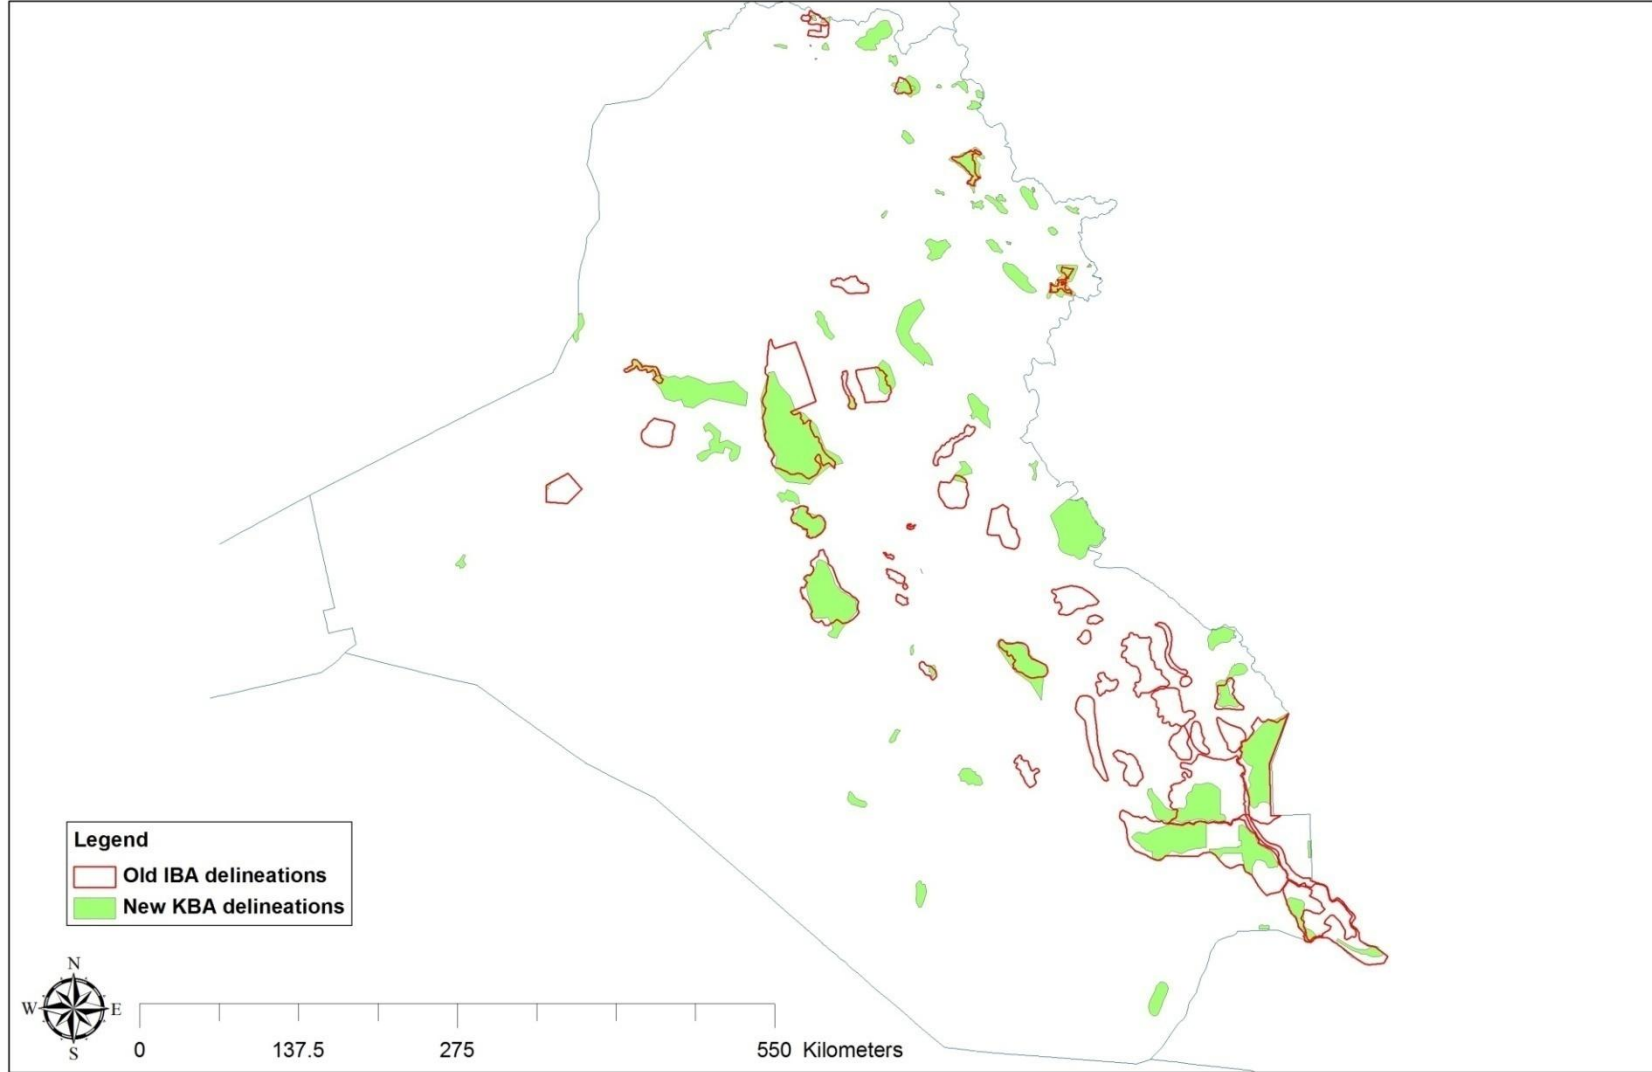 Legend
Old IBA delineations
New KBA delineations
N
W E
S
0 137.5 275 550 Kilometers